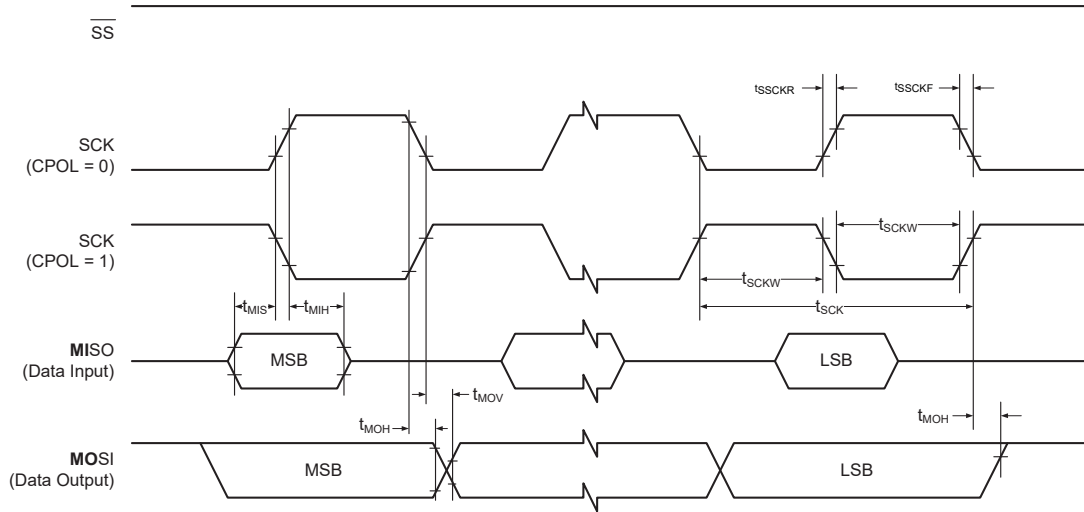 SS
tSSCKR
tSSCKF
SCK
(CPOL = 0)
SCK
(CPOL = 1)
tSCKW
tSCKW
tSCK
tMIS
tMIH
MISO
(Data Input)
MSB
LSB
tMOV
tMOH
tMOH
MOSI
(Data Output)
MSB
LSB